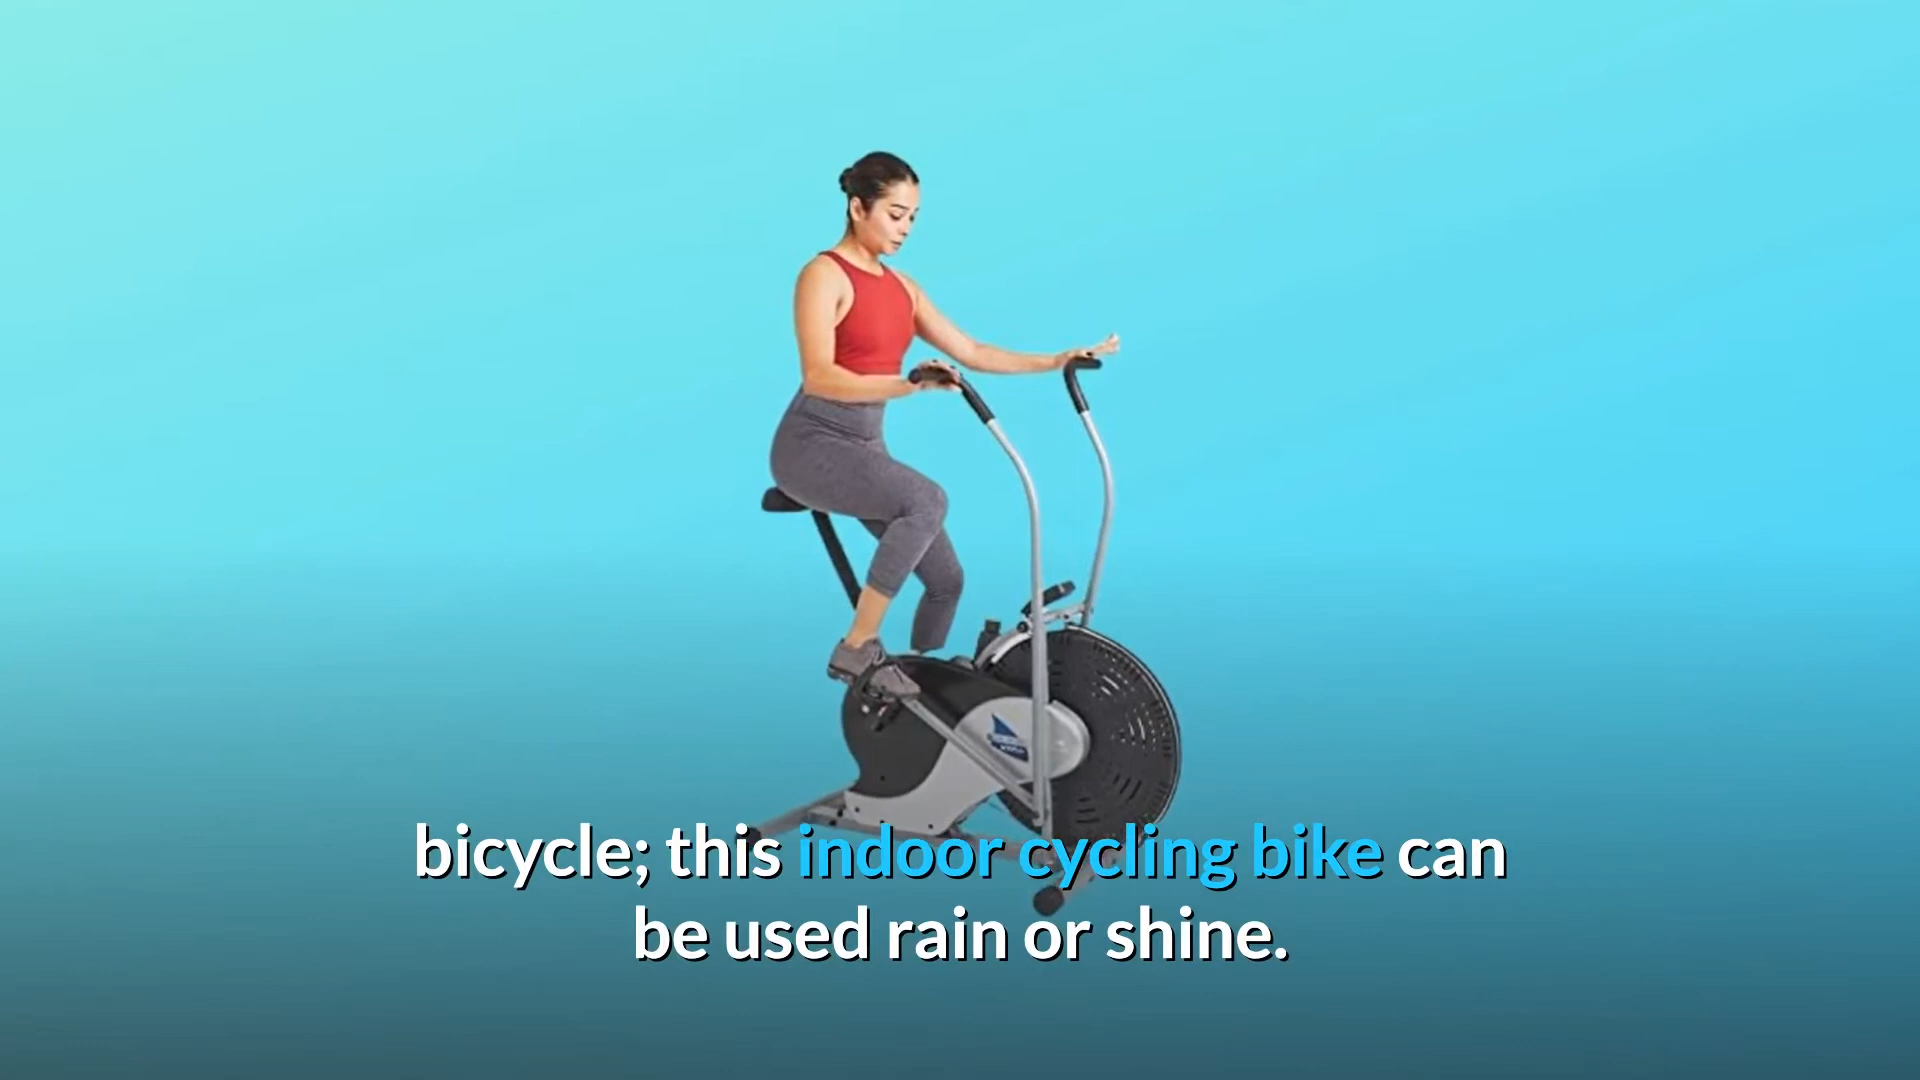 bicycle; this indoor cycling bike can
be used rain or shine.